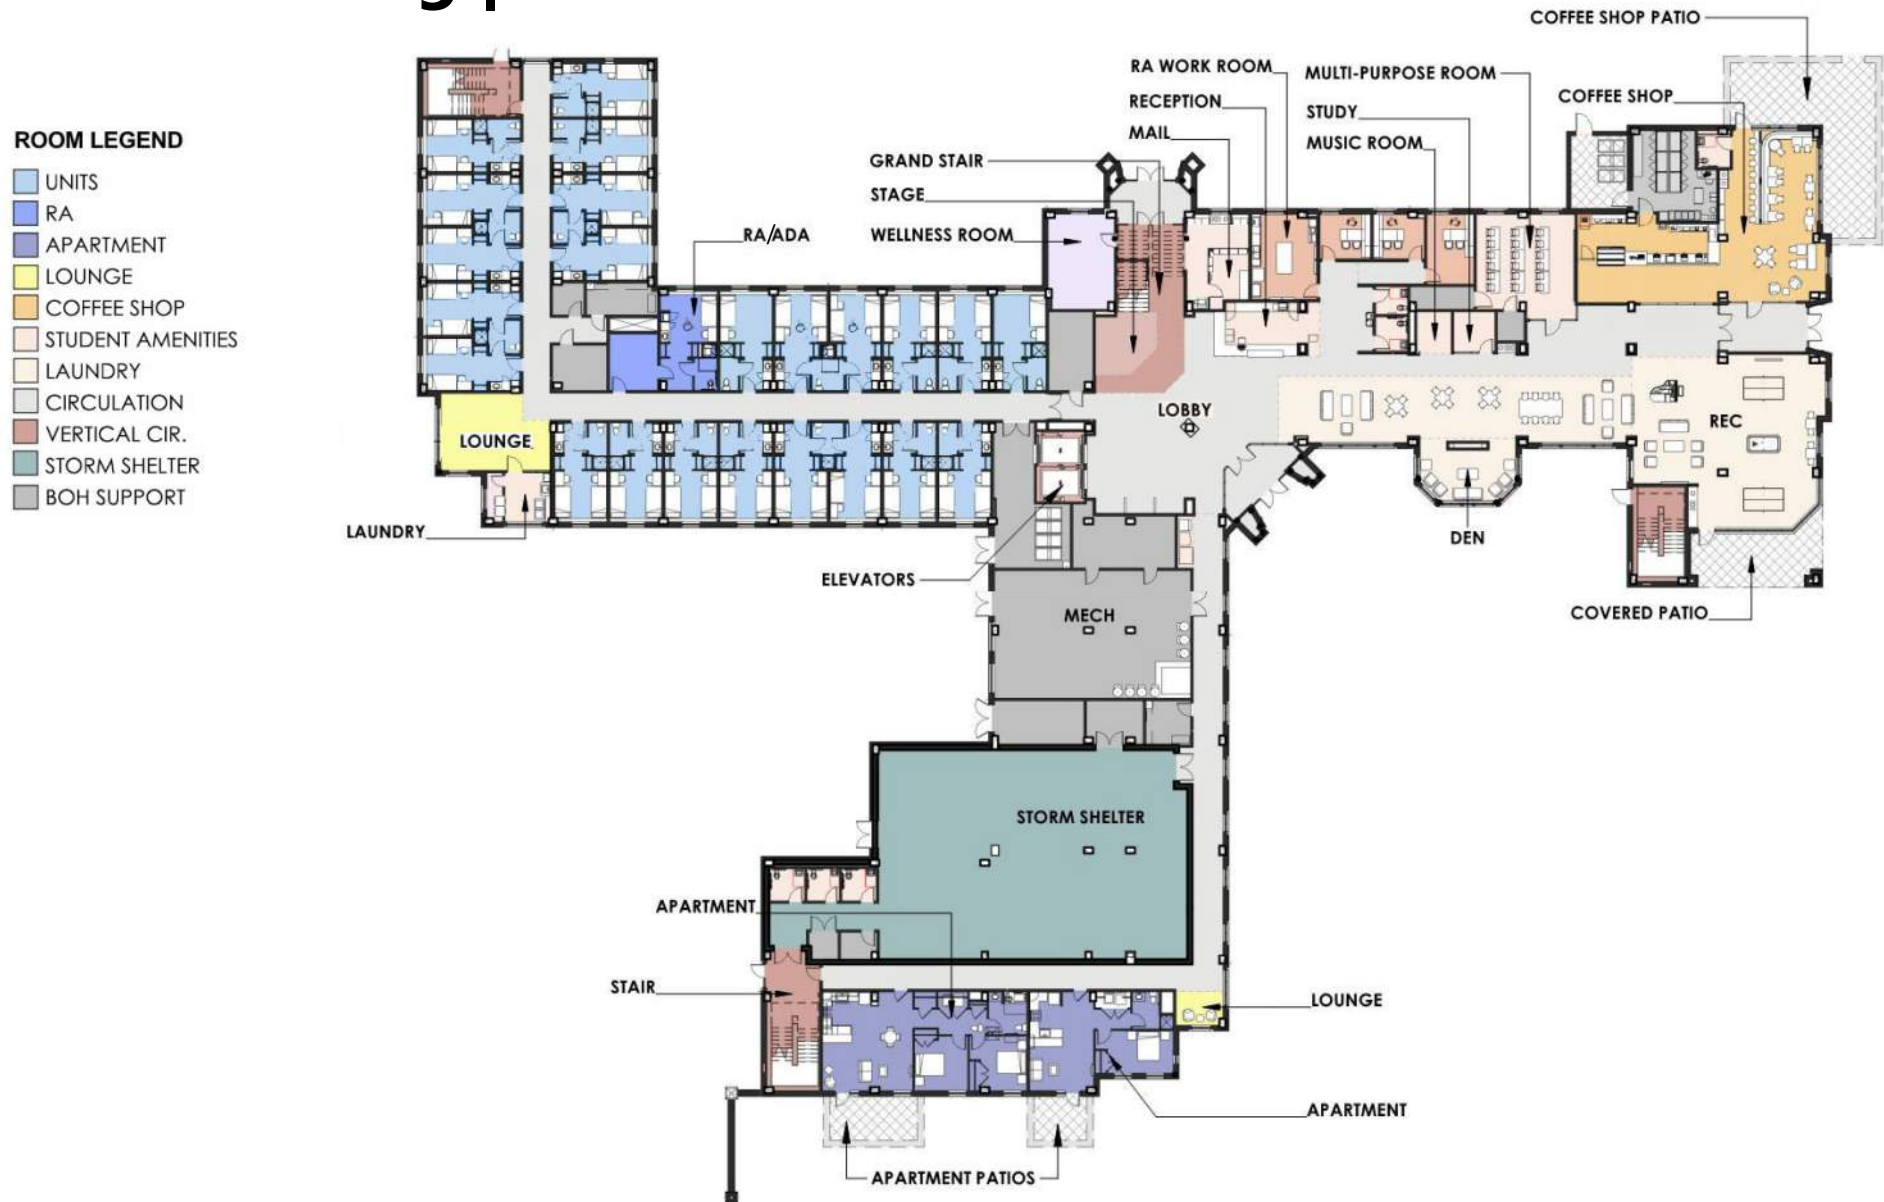 ROOM LEGEND
UNITS
RA
APARTMENT
LOUNGE
COFFEE SHOP
STUDENT AMENITIES
LAUNDRY
CIRCULATION
VERTICAL CIR.
STORM SHELTER
BOH SUPPORT
COFFEE SHOP PATIO
RA WORK ROOM
MULTI-PURPOSE ROOM
COFFEE SHOP
RECEPTION
STUDY
MAIL
MUSIC ROOM
GRAND STAIR
STAGE
WELLNESS ROOM
RA/ADA
LOBBY
REC
LOUNGE
LAUNDRY
DEN
ELEVATORS
MECH
COVERED PATIO
STORM SHELTER
APARTMENT
STAIR
LOUNGE
APARTMENT
APARTMENT PATIOS